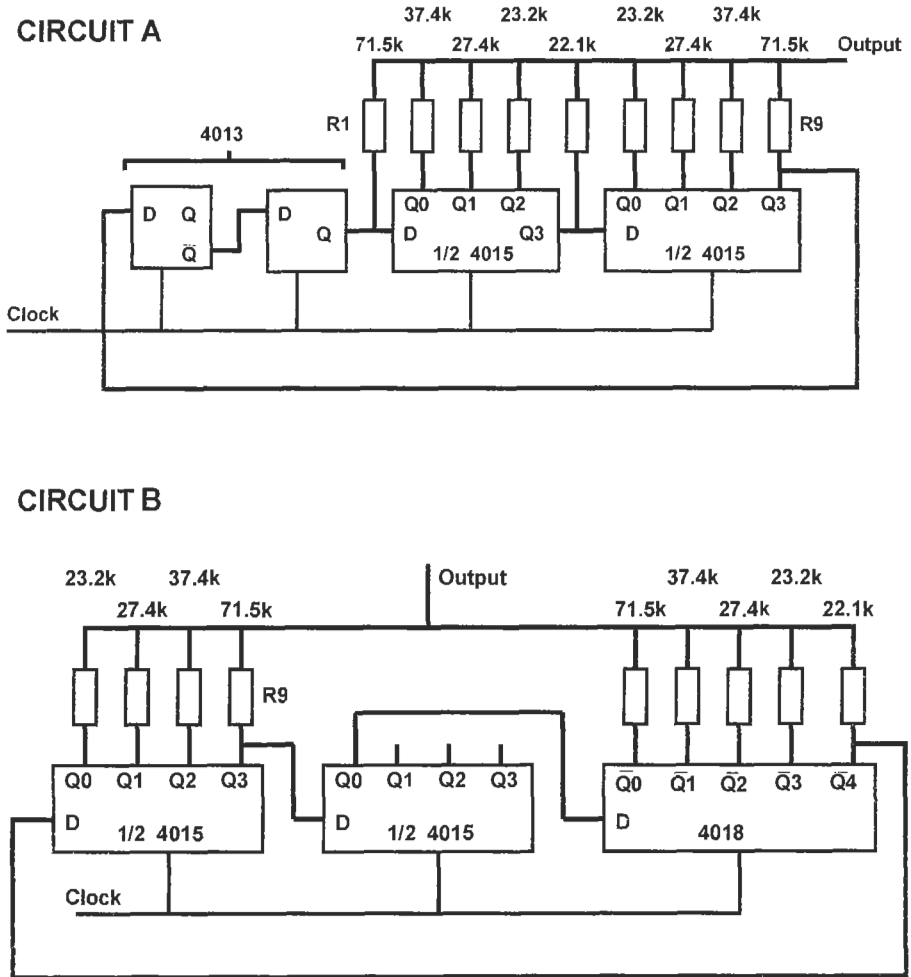 CIRCUIT A
37.4k 23.2k 23.2k 37.4k
71.5k 27.4k 22.1k 27.4k 71.5k Output
R1 R9
4013
D Q D Q0 Q1 Q2 Q0 Q1 Q2 Q3
Q̅ Q D Q3 D
1/2 4015 1/2 4015
Clock
CIRCUIT B
23.2k 37.4k Output 37.4k 23.2k
27.4k 71.5k 71.5k 27.4k 22.1k
R9
Q0 Q1 Q2 Q3 Q0 Q1 Q2 Q3 Q̅0 Q̅1 Q̅2 Q̅3 Q̅4
D D D
1/2 4015 1/2 4015 4018
Clock